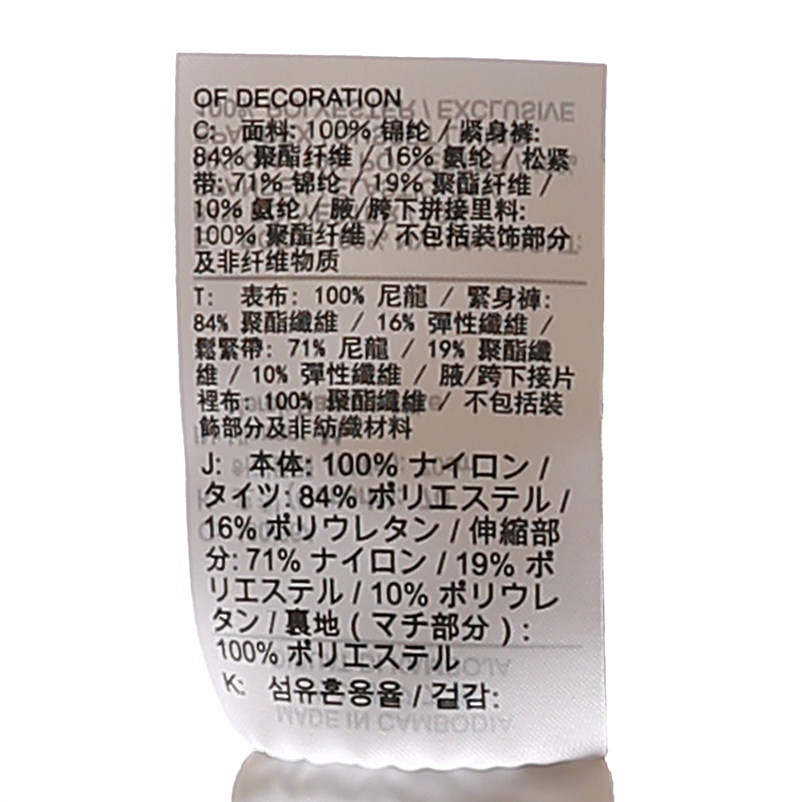 OF DECORATION
C: 面料: 100% 锦纶 / 紧身裤:
84% 聚酯纤维 / 16% 氨纶 / 松紧
带: 71% 锦纶 / 19% 聚酯纤维 /
10% 氨纶 / 腋/胯下拼接里料:
100% 聚酯纤维 / 不包括装饰部分
及非纤维物质
T: 表布: 100% 尼龍 / 緊身褲:
84% 聚酯纖維 / 16% 彈性纖維 /
鬆緊帶: 71% 尼龍 / 19% 聚酯纖
維 / 10% 彈性纖維 / 腋/跨下接片
裡布: 100% 聚酯纖維 / 不包括裝
飾部分及非紡織材料
J: 本体: 100% ナイロン /
タイツ: 84% ポリエステル /
16% ポリウレタン / 伸縮部
分: 71% ナイロン / 19% ポ
リエステル / 10% ポリウレ
タン / 裏地 ( マチ部分 ) :
100% ポリエステル
K: 섬유혼용율 / 겉감:
MADE IN CAMBODIA